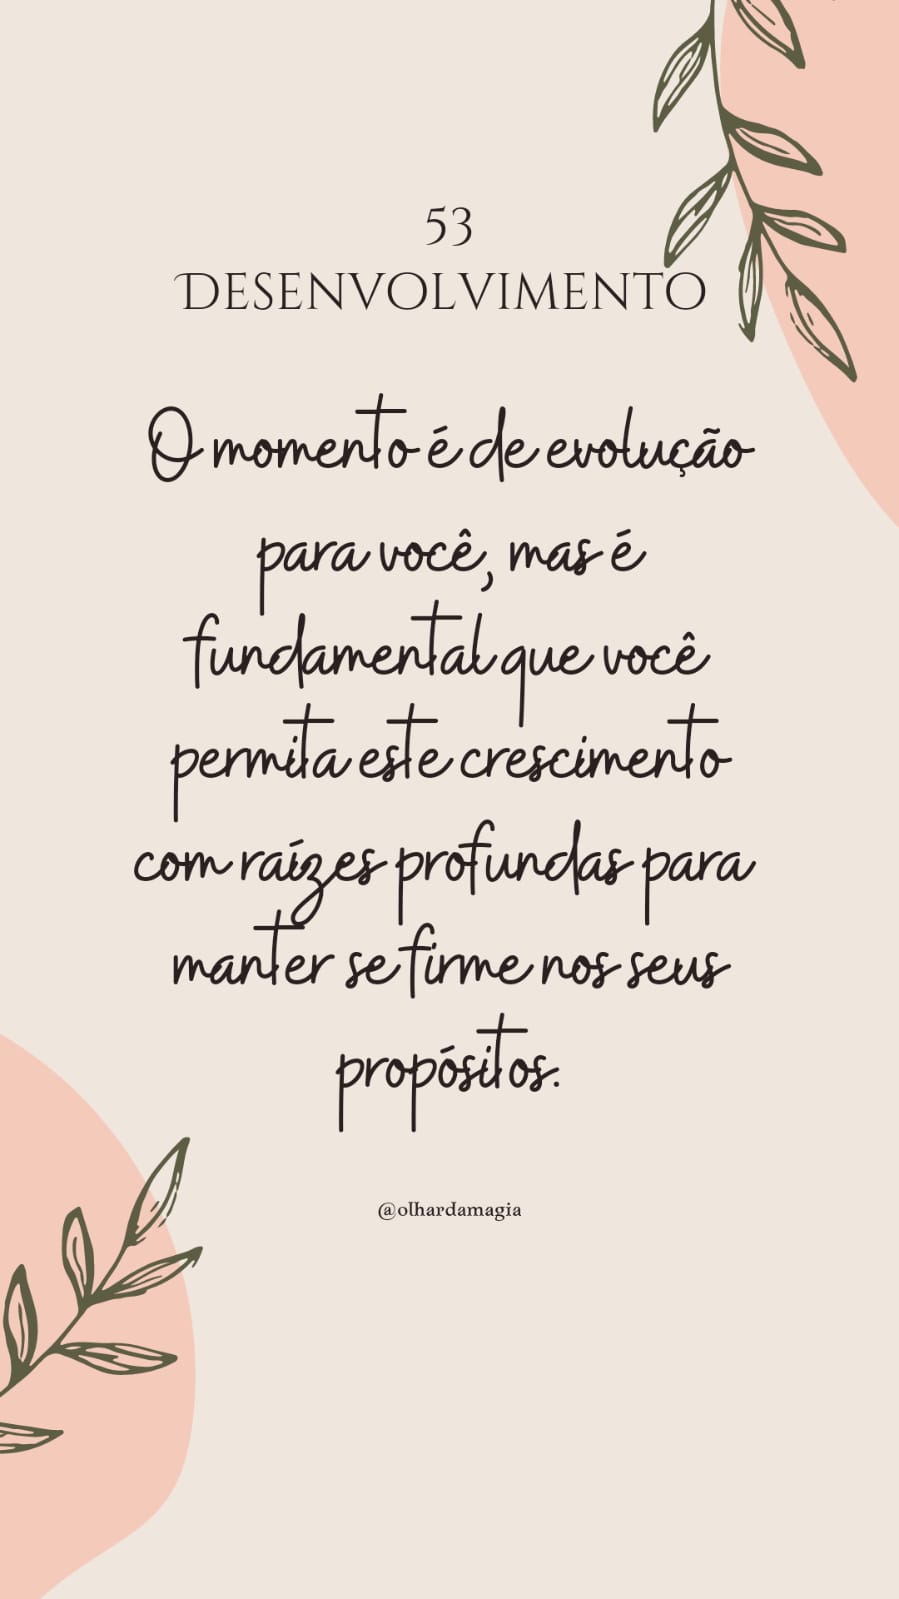 53
Desenvolvimento
O momento é de evolução
para você, mas é
fundamental que você
permita este crescimento
com raízes profundas para
manter se firme nos seus
propósitos.
@olhardamagia